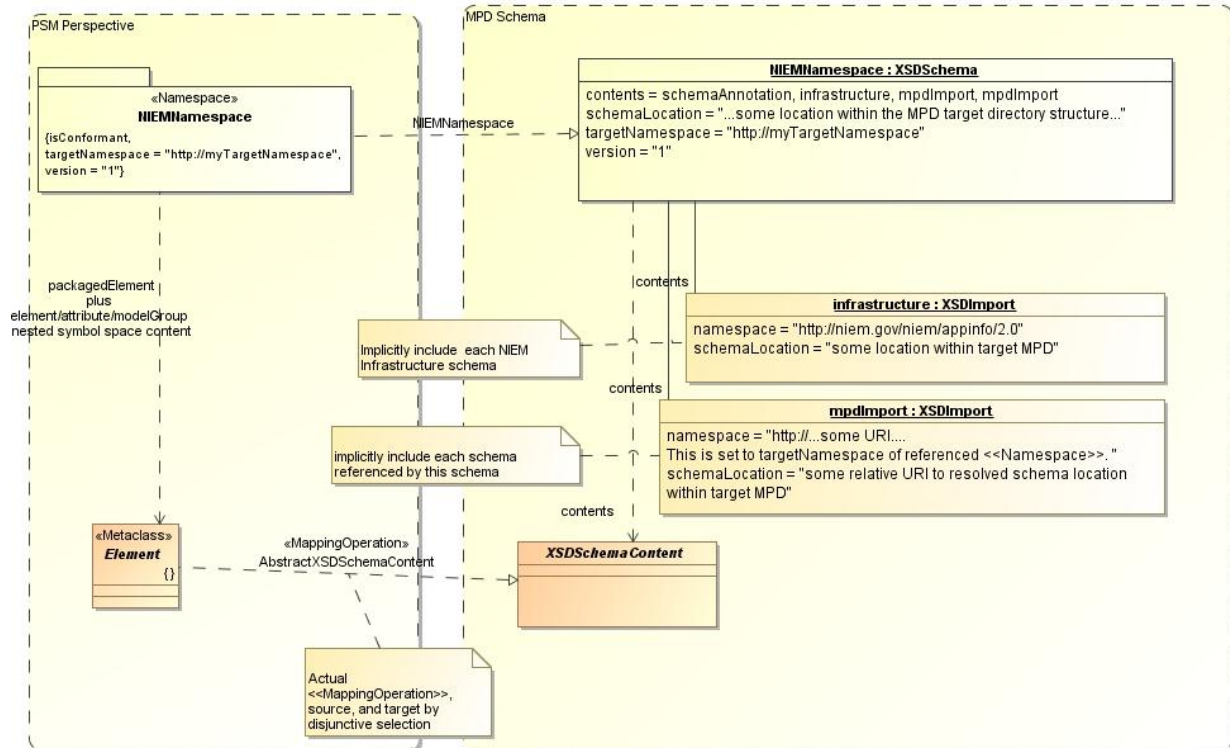 PSM Perspective
«Namespace»
NIEMNamespace
{isConformant,
targetNamespace = "http://myTargetNamespace",
version = "1"}
NIEMNamespace
packagedElement
plus
element/attribute/modelGroup
nested symbol space content
«Metaclass»
Element
{}
«MappingOperation»
AbstractXSDSchemaContent
Actual
<<MappingOperation>>,
source, and target by
disjunctive selection
MPD Schema
NIEMNamespace : XSDSchema
contents = schemaAnnotation, infrastructure, mpdImport, mpdImport
schemaLocation = "...some location within the MPD target directory structure..."
targetNamespace = "http://myTargetNamespace"
version = "1"
contents
infrastructure : XSDImport
namespace = "http://niem.gov/niem/appinfo/2.0"
schemaLocation = "some location within target MPD"
Implicitly include each NIEM
Infrastructure schema
contents
mpdImport : XSDImport
namespace = "http://...some URI....
This is set to targetNamespace of referenced <<Namespace>>. "
schemaLocation = "some relative URI to resolved schema location
within target MPD"
implicitly include each schema
referenced by this schema
contents
XSDSchemaContent